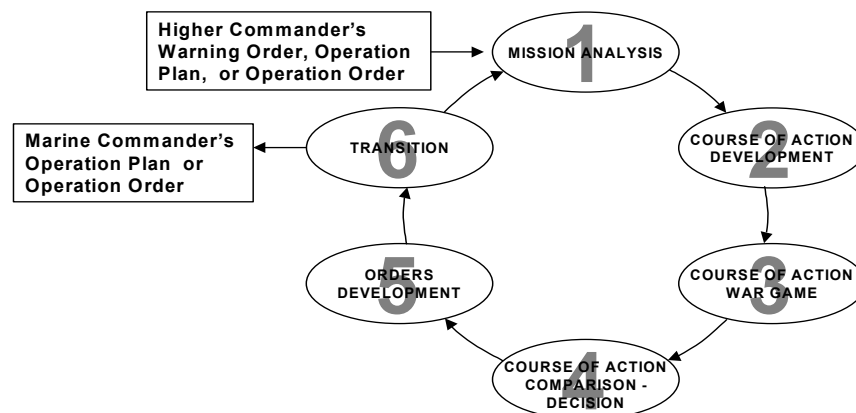 Higher Commander's
Warning Order, Operation
Plan, or Operation Order
1
MISSION ANALYSIS
2
COURSE OF ACTION
DEVELOPMENT
3
COURSE OF ACTION
WAR GAME
4
COURSE OF ACTION
COMPARISON -
DECISION
5
ORDERS
DEVELOPMENT
6
TRANSITION
Marine Commander's
Operation Plan or
Operation Order